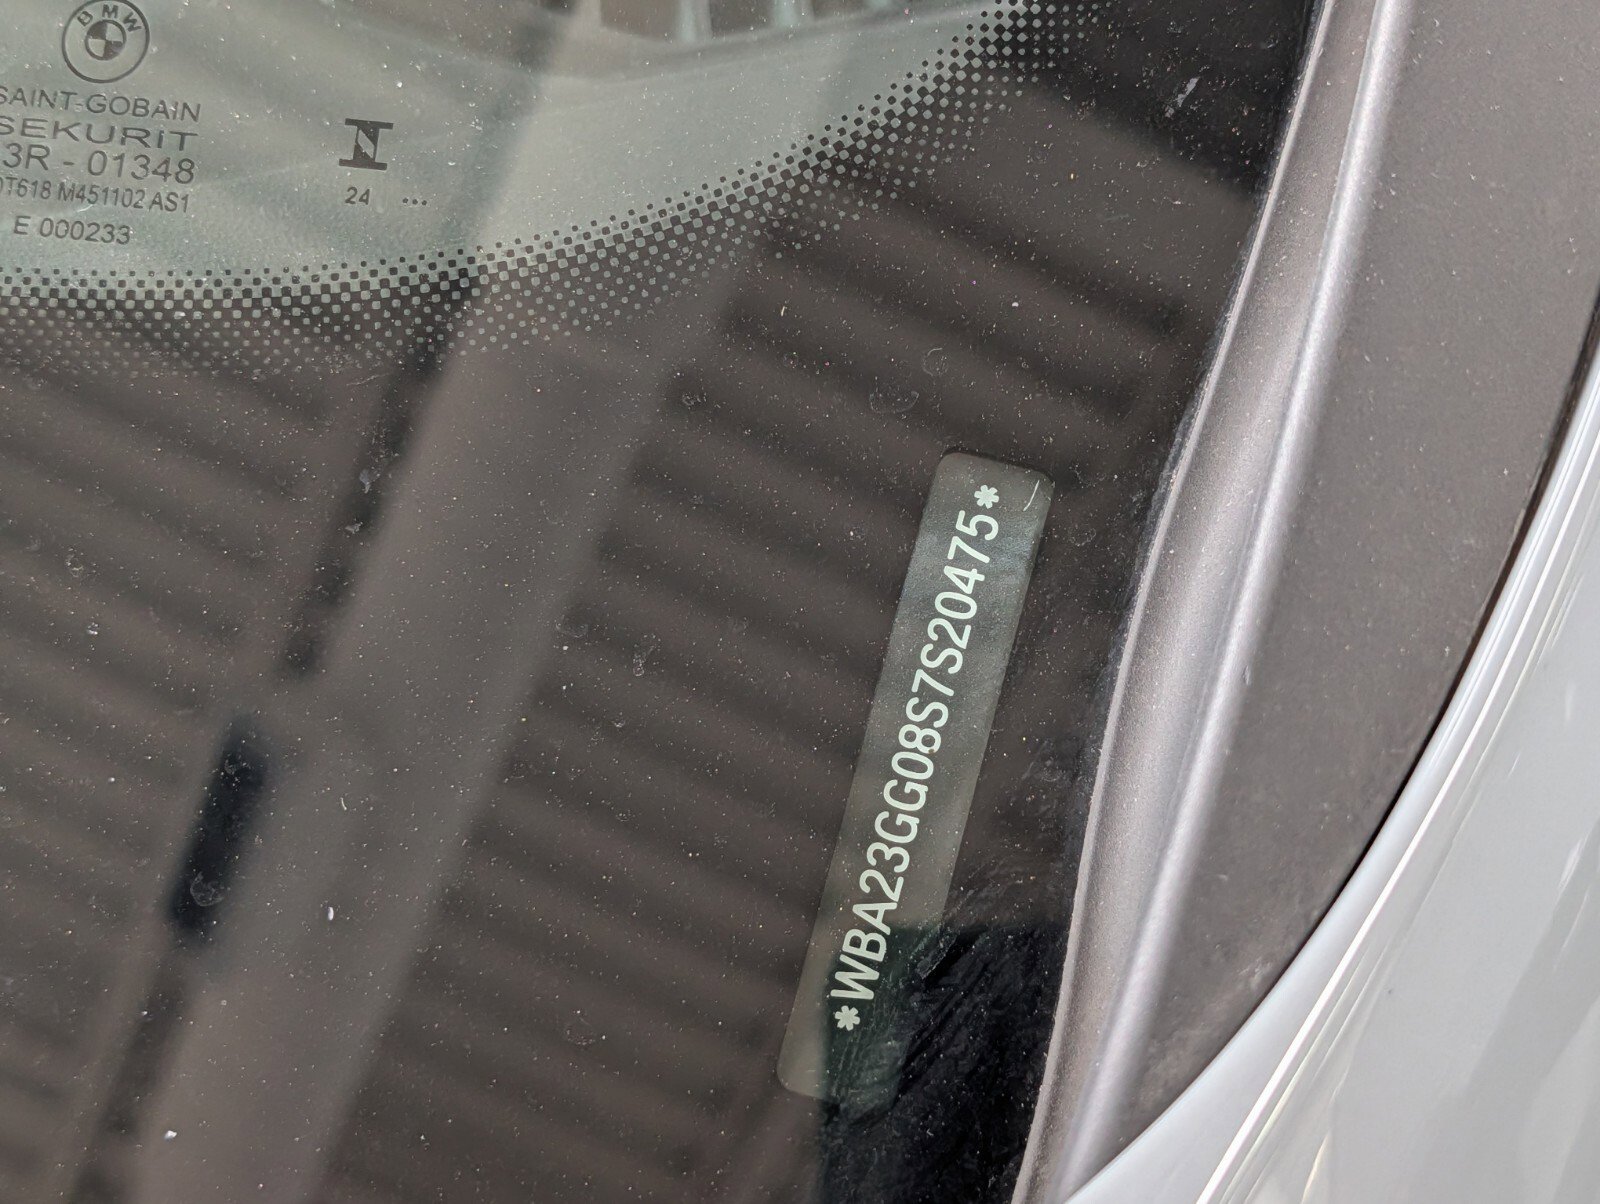 BMW
SAINT-GOBAIN
SEKURIT
3R - 01348
DT618 M451102 AS1
E 000233
24 ...
*WBA23GG08S7S20475*